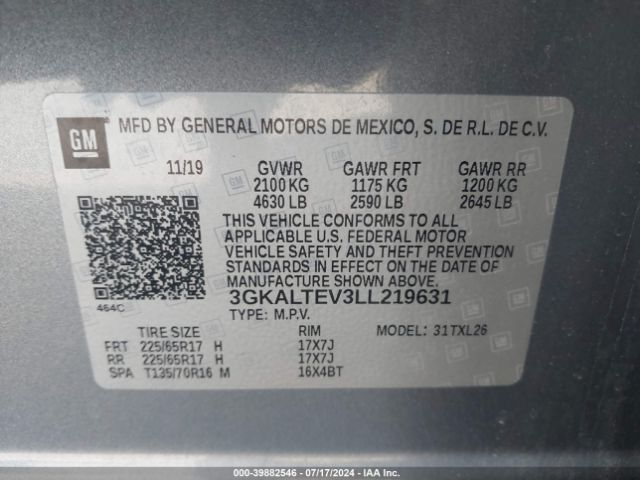 GM
MFD BY GENERAL MOTORS DE MEXICO, S. DE R.L. DE C.V.
11/19 GVWR GAWR FRT GAWR RR
2100 KG 1175 KG 1200 KG
4630 LB 2590 LB 2645 LB
THIS VEHICLE CONFORMS TO ALL
APPLICABLE U.S. FEDERAL MOTOR
VEHICLE SAFETY AND THEFT PREVENTION
STANDARDS IN EFFECT ON THE DATE OF
MANUFACTURE SHOWN ABOVE.
464C 3GKALTEV3LL219631
TYPE: M.P.V.
TIRE SIZE RIM MODEL: 31TXL26
FRT 225/65R17 H 17X7J
RR 225/65R17 H 17X7J
SPA T135/70R16 M 16X4BT
000-39882546 / 07/17/2024 - IAA Inc.